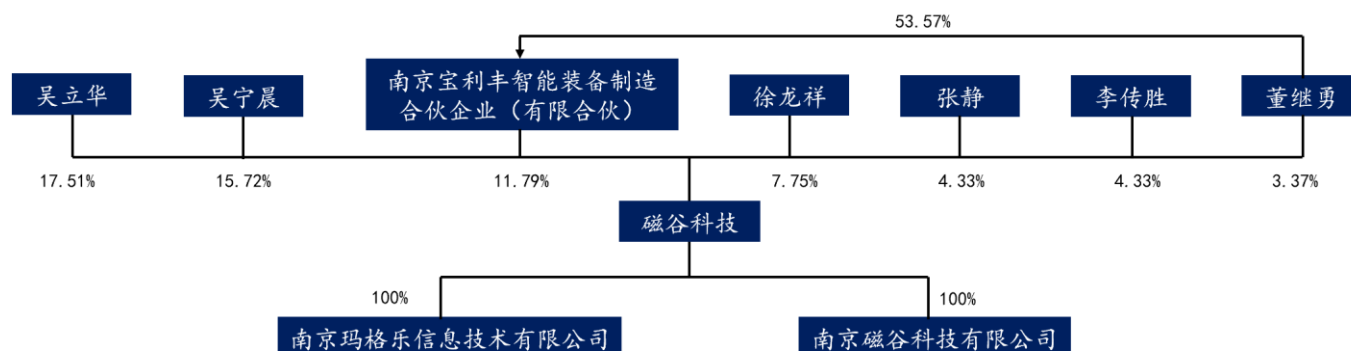 53.57%
吴立华
吴宁晨
南京宝利丰智能装备制造
合伙企业（有限合伙）
徐龙祥
张静
李传胜
董继勇
17.51%
15.72%
11.79%
7.75%
4.33%
4.33%
3.37%
磁谷科技
100%
100%
南京玛格乐信息技术有限公司
南京磁谷科技有限公司